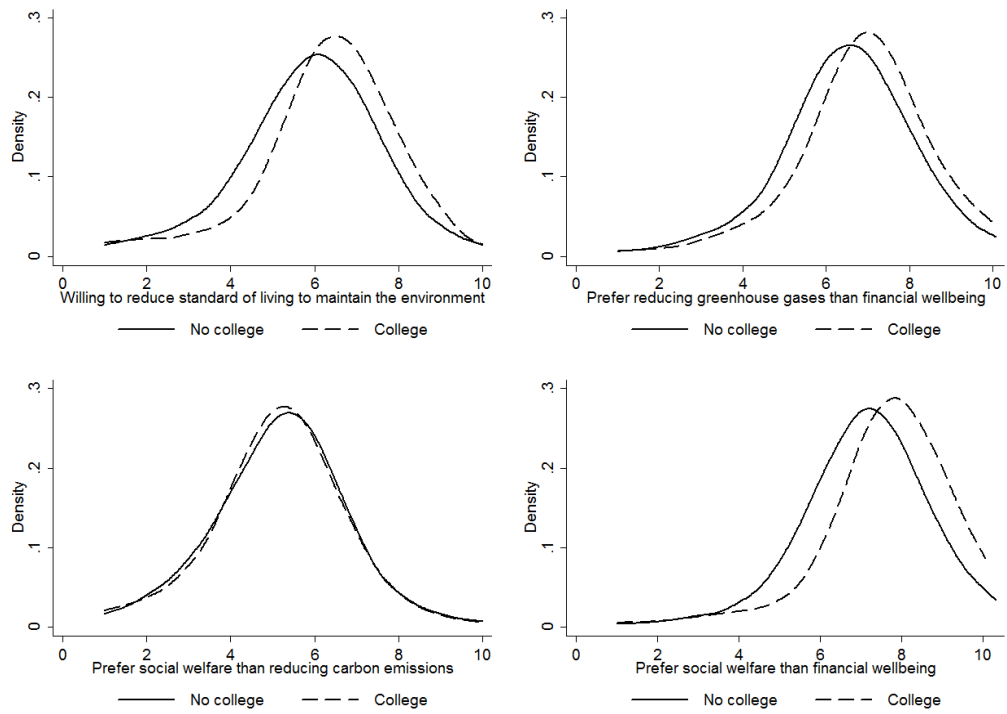 .3
.2
.1
0
Density
0 2 4 6 8 10
Willing to reduce standard of living to maintain the environment
No college College
.3
.2
.1
0
Density
0 2 4 6 8 10
Prefer reducing greenhouse gases than financial wellbeing
No college College
.3
.2
.1
0
Density
0 2 4 6 8 10
Prefer social welfare than reducing carbon emissions
No college College
.3
.2
.1
0
Density
0 2 4 6 8 10
Prefer social welfare than financial wellbeing
No college College